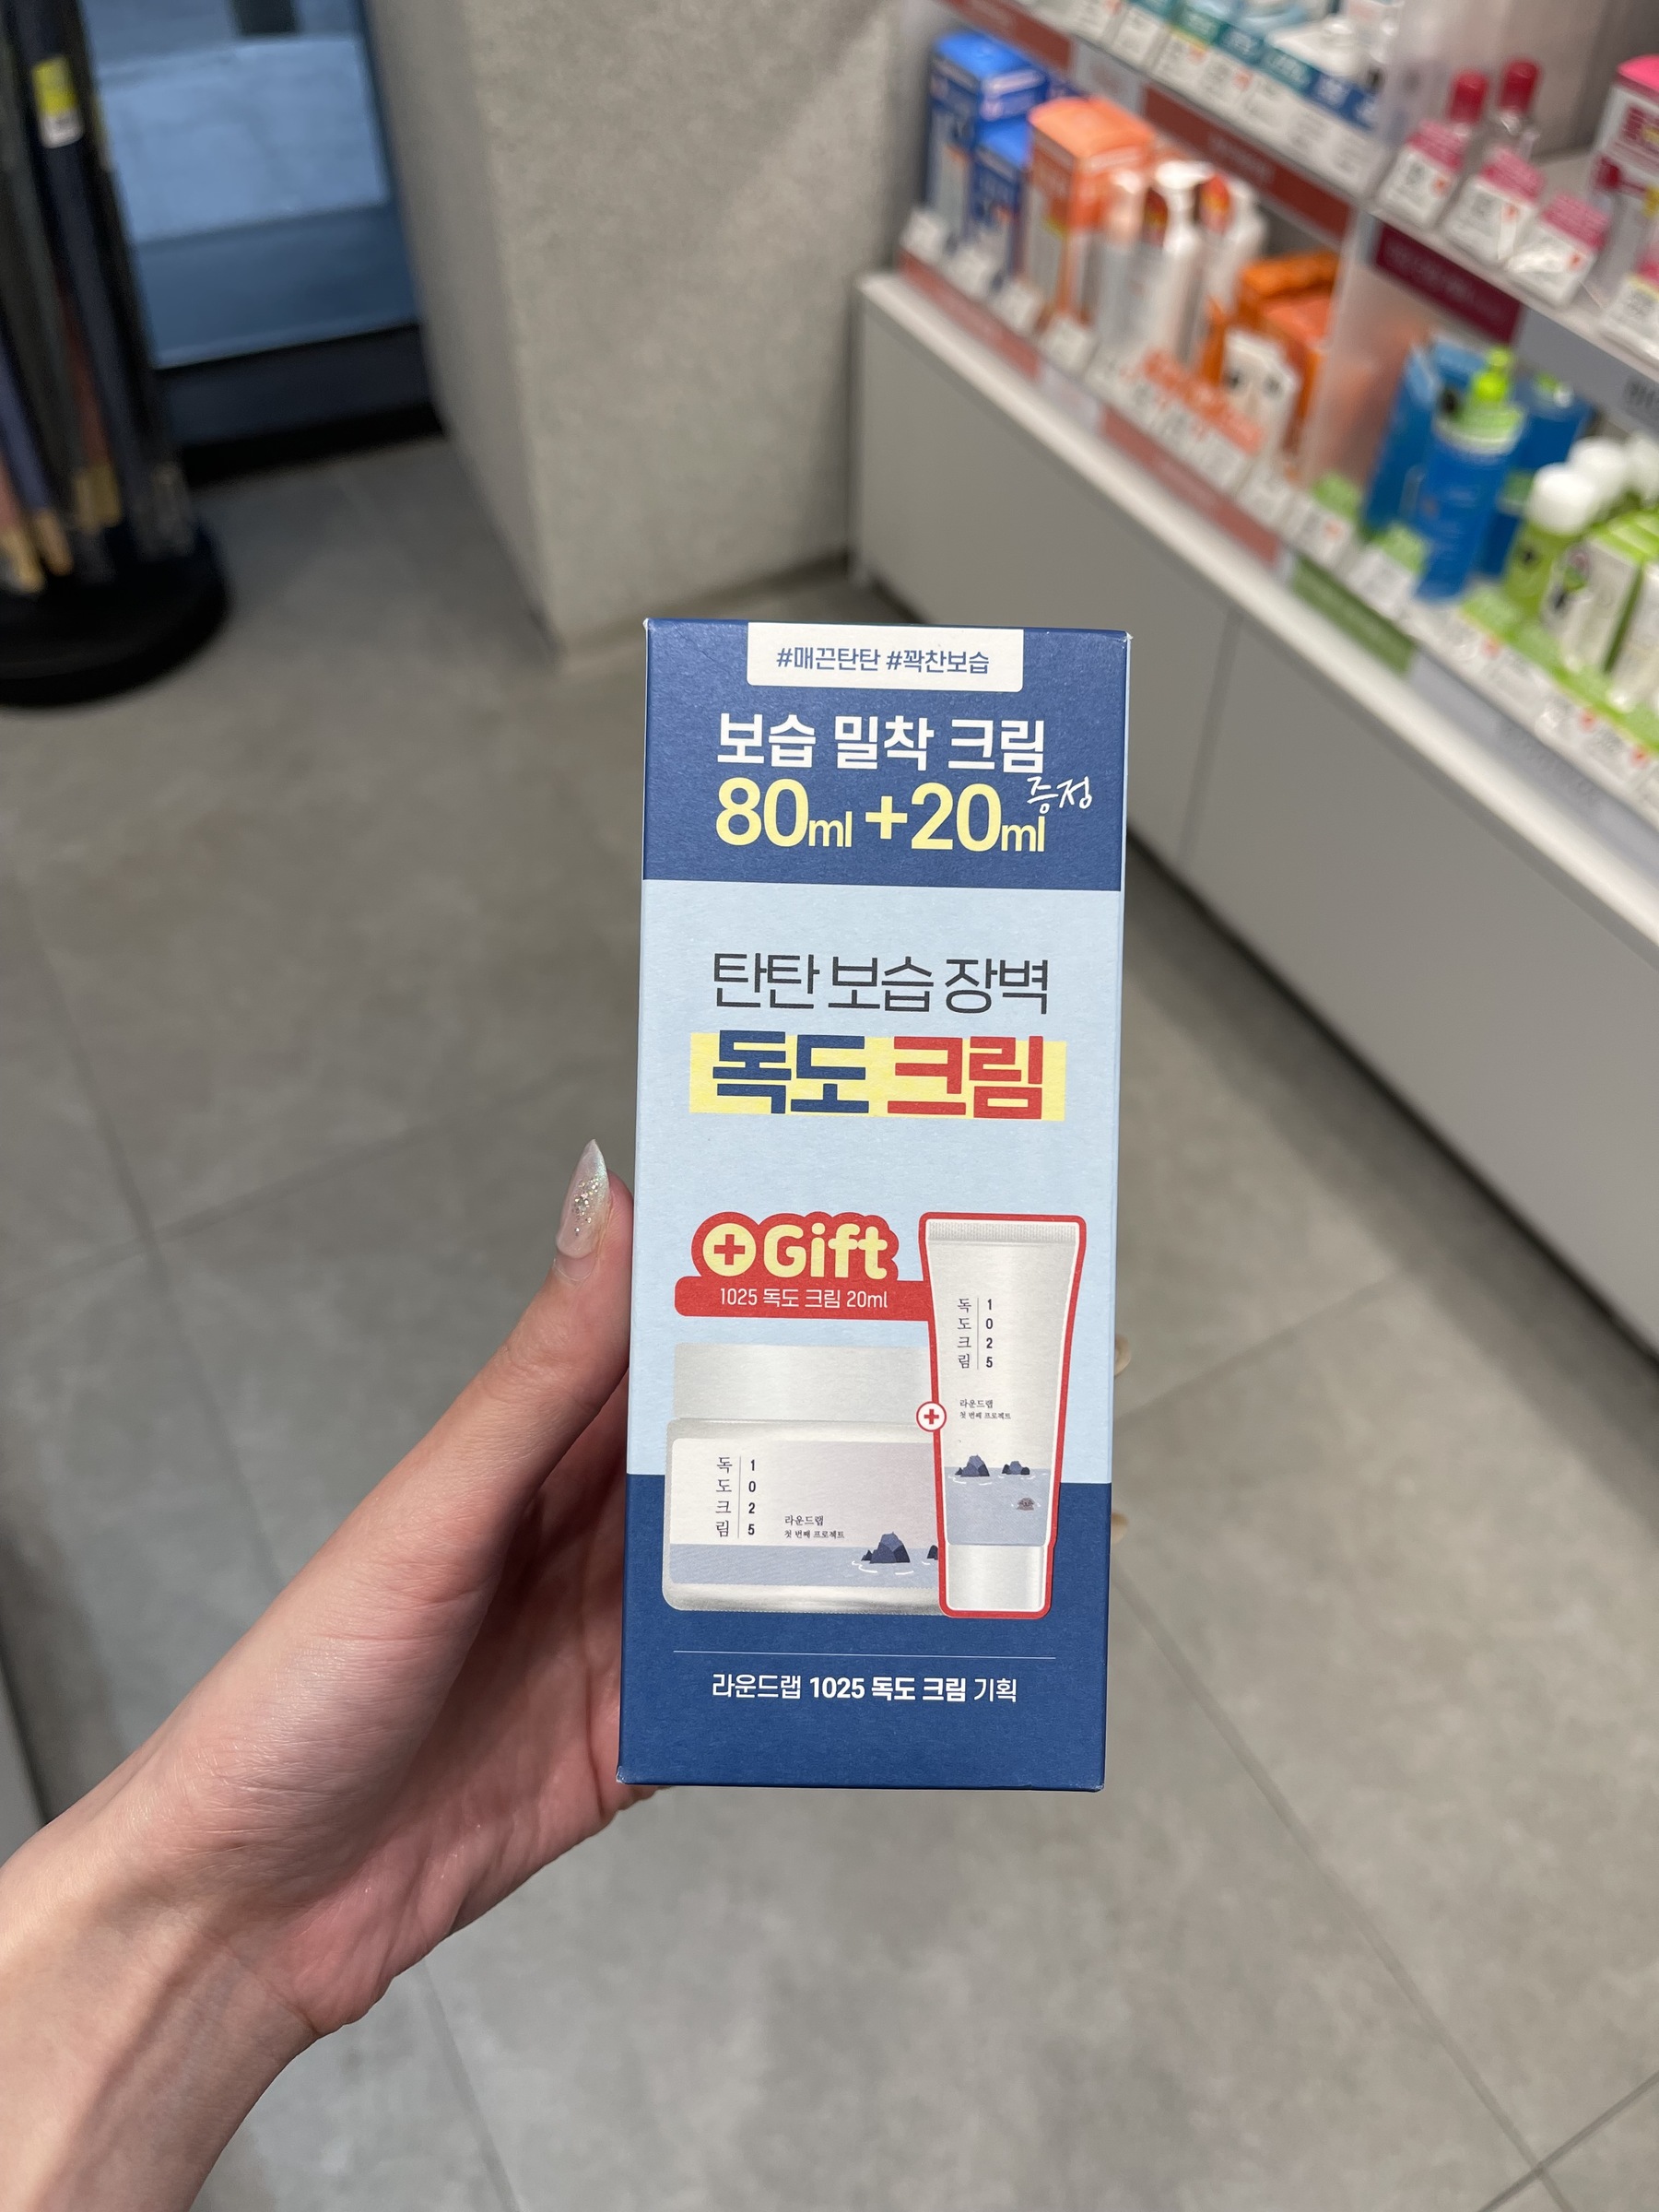 #매끈탄탄 #꽉찬보습
보습 밀착 크림
80ml +20ml 증정
탄탄 보습 장벽
독도 크림
+Gift
1025 독도 크림 20ml
독도크림 1025
라운드랩
첫 번째 프로젝트
독도크림 1025
라운드랩
첫 번째 프로젝트
라운드랩 1025 독도 크림 기획